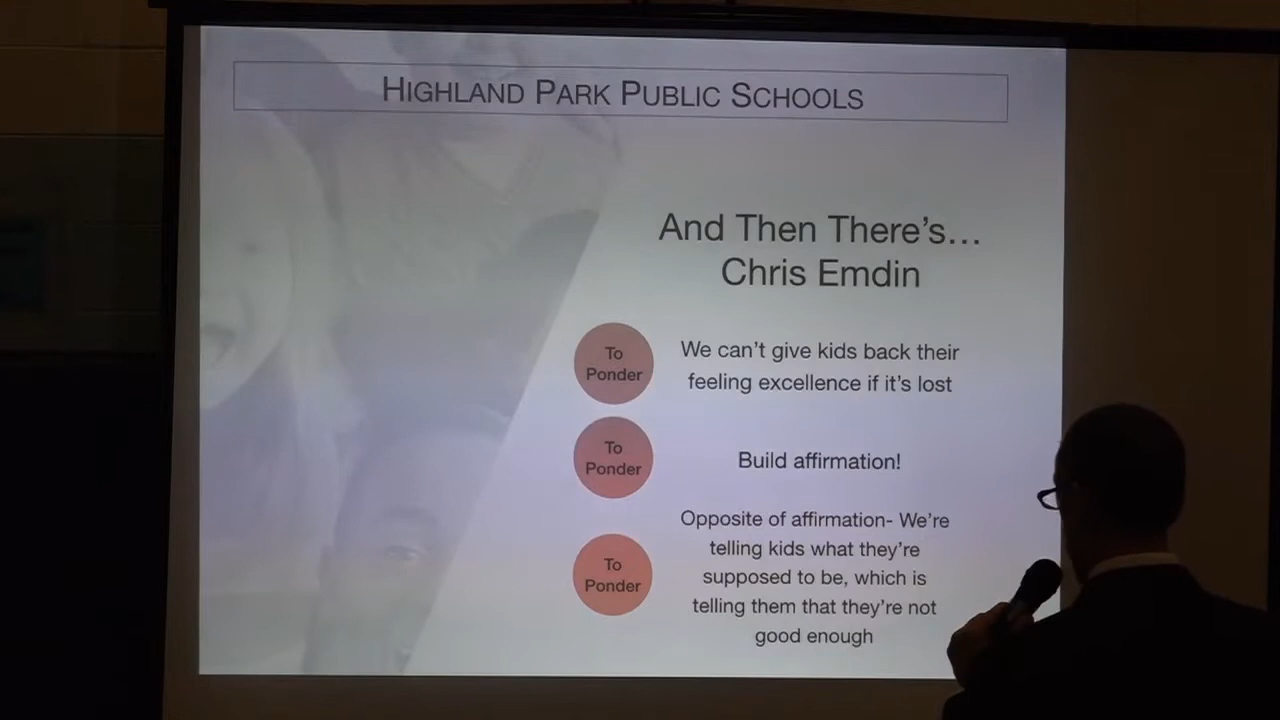 HIGHLAND PARK PUBLIC SCHOOLS
And Then There's...
Chris Emdin
To
Ponder
We can't give kids back their
feeling excellence if it's lost
To
Ponder
Build affirmation!
To
Ponder
Opposite of affirmation- We're
telling kids what they're
supposed to be, which is
telling them that they're not
good enough